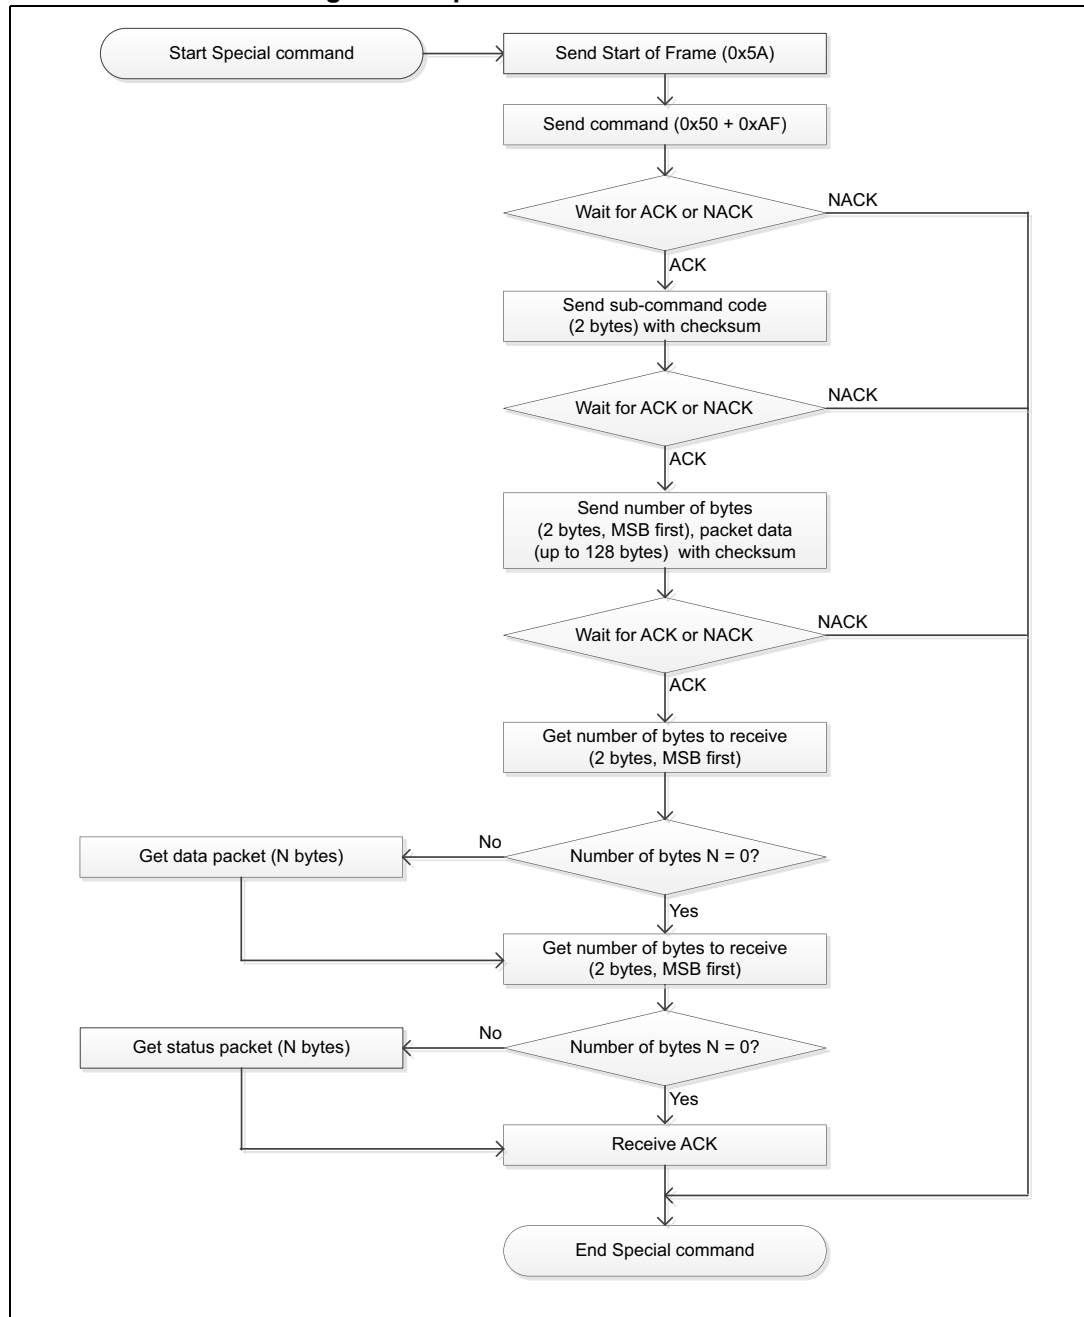 Start Special command
Send Start of Frame (0x5A)
Send command (0x50 + 0xAF)
Wait for ACK or NACK
NACK
ACK
Send sub-command code
(2 bytes) with checksum
Wait for ACK or NACK
NACK
ACK
Send number of bytes
(2 bytes, MSB first), packet data
(up to 128 bytes) with checksum
Wait for ACK or NACK
NACK
ACK
Get number of bytes to receive
(2 bytes, MSB first)
Number of bytes N = 0?
No
Get data packet (N bytes)
Yes
Get number of bytes to receive
(2 bytes, MSB first)
Number of bytes N = 0?
No
Get status packet (N bytes)
Yes
Receive ACK
End Special command